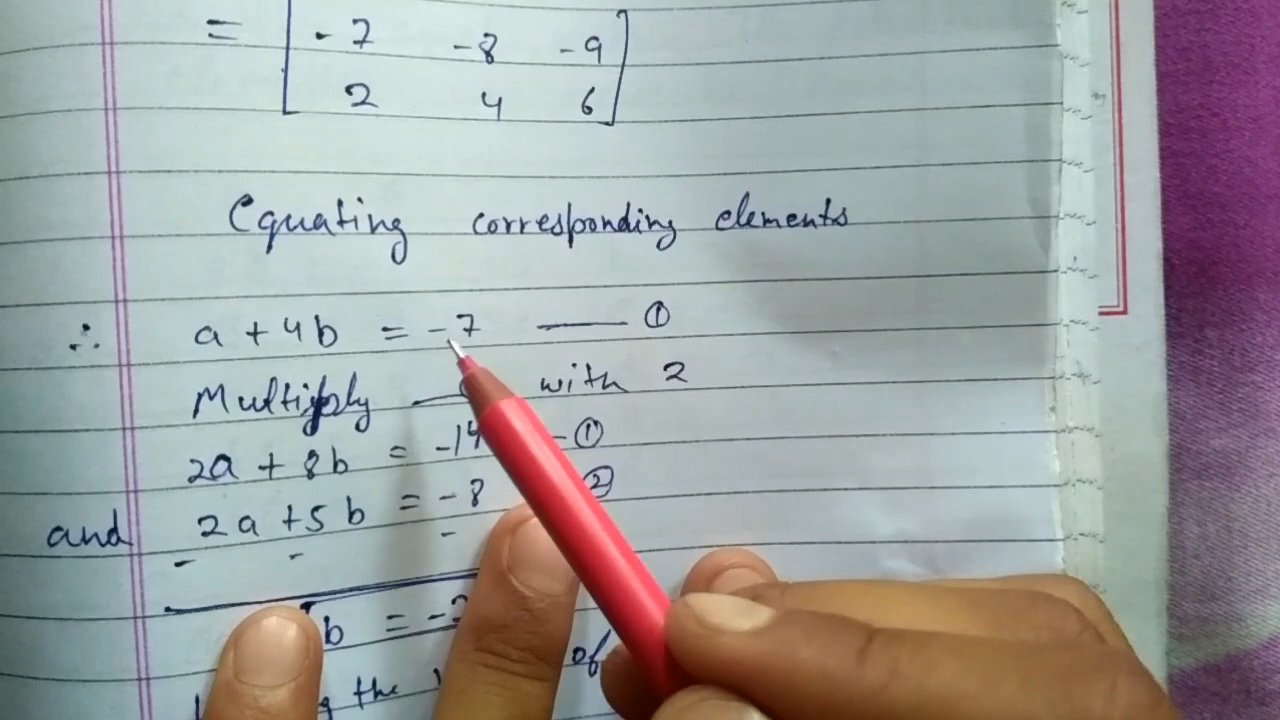 = [ -7 -8 -9
2 4 6 ]
Equating corresponding elements
∴ a + 4b = -7 —— ①
Multiply — with 2
2a + 8b = -14 - ①
and 2a + 5b = -8 ②
- - -
b = -2
the of